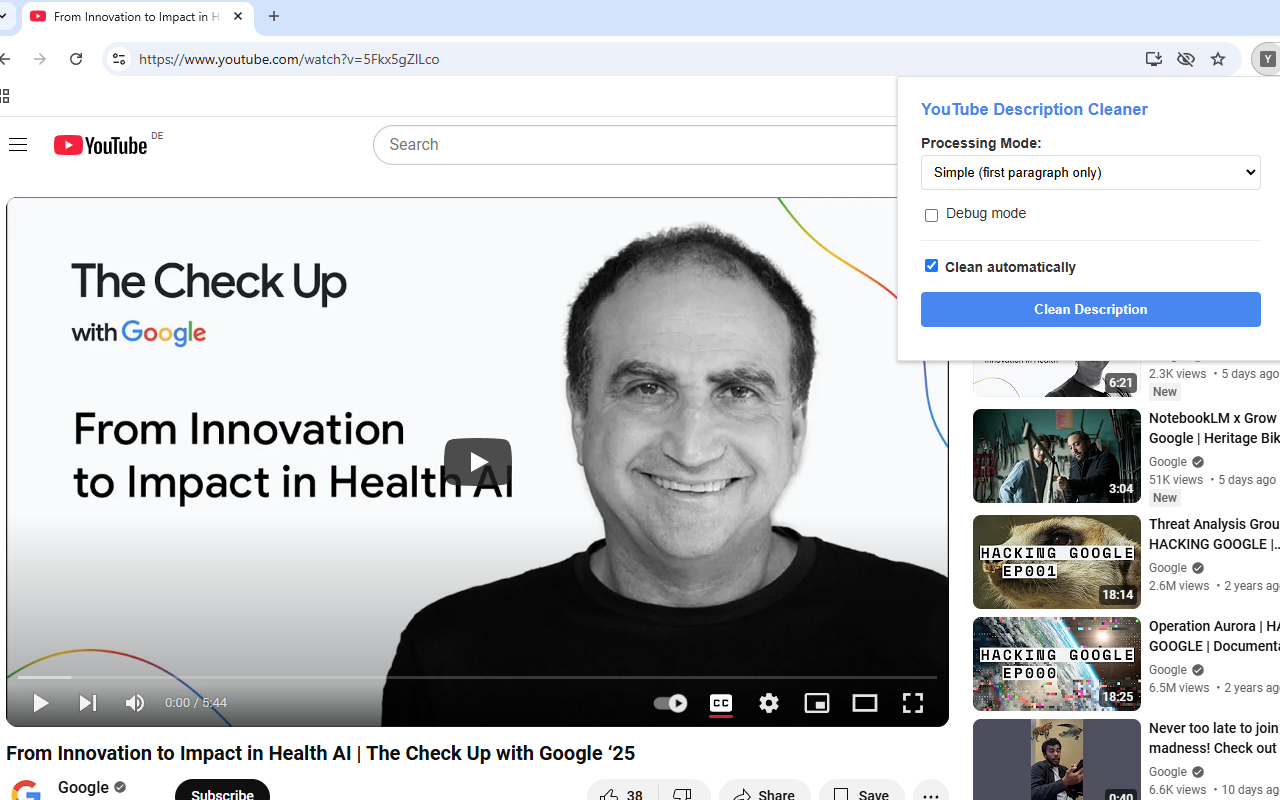 From Innovation to Impact in H
https://www.youtube.com/watch?v=5Fkx5gZILco
Y
YouTube Description Cleaner
Processing Mode:
Simple (first paragraph only)
Debug mode
Clean automatically
Clean Description
YouTube DE
Search
The Check Up
with Google
From Innovation
to Impact in Health AI
0:00 / 5:44
CC
From Innovation to Impact in Health AI | The Check Up with Google ‘25
Google
Subscribe
38
Share
Save
6:21
2.3K views • 5 days ago
New
NotebookLM x Grow
Google | Heritage Bik
Google
51K views • 5 days ago
New
3:04
Threat Analysis Grou
HACKING GOOGLE |...
Google
2.6M views • 2 years ago
HACKING GOOGLE
EP001
18:14
Operation Aurora | HA
GOOGLE | Documenta
Google
6.5M views • 2 years ago
HACKING GOOGLE
EP000
18:25
Never too late to join
madness! Check out
Google
6.6K views • 10 days ago
0:40